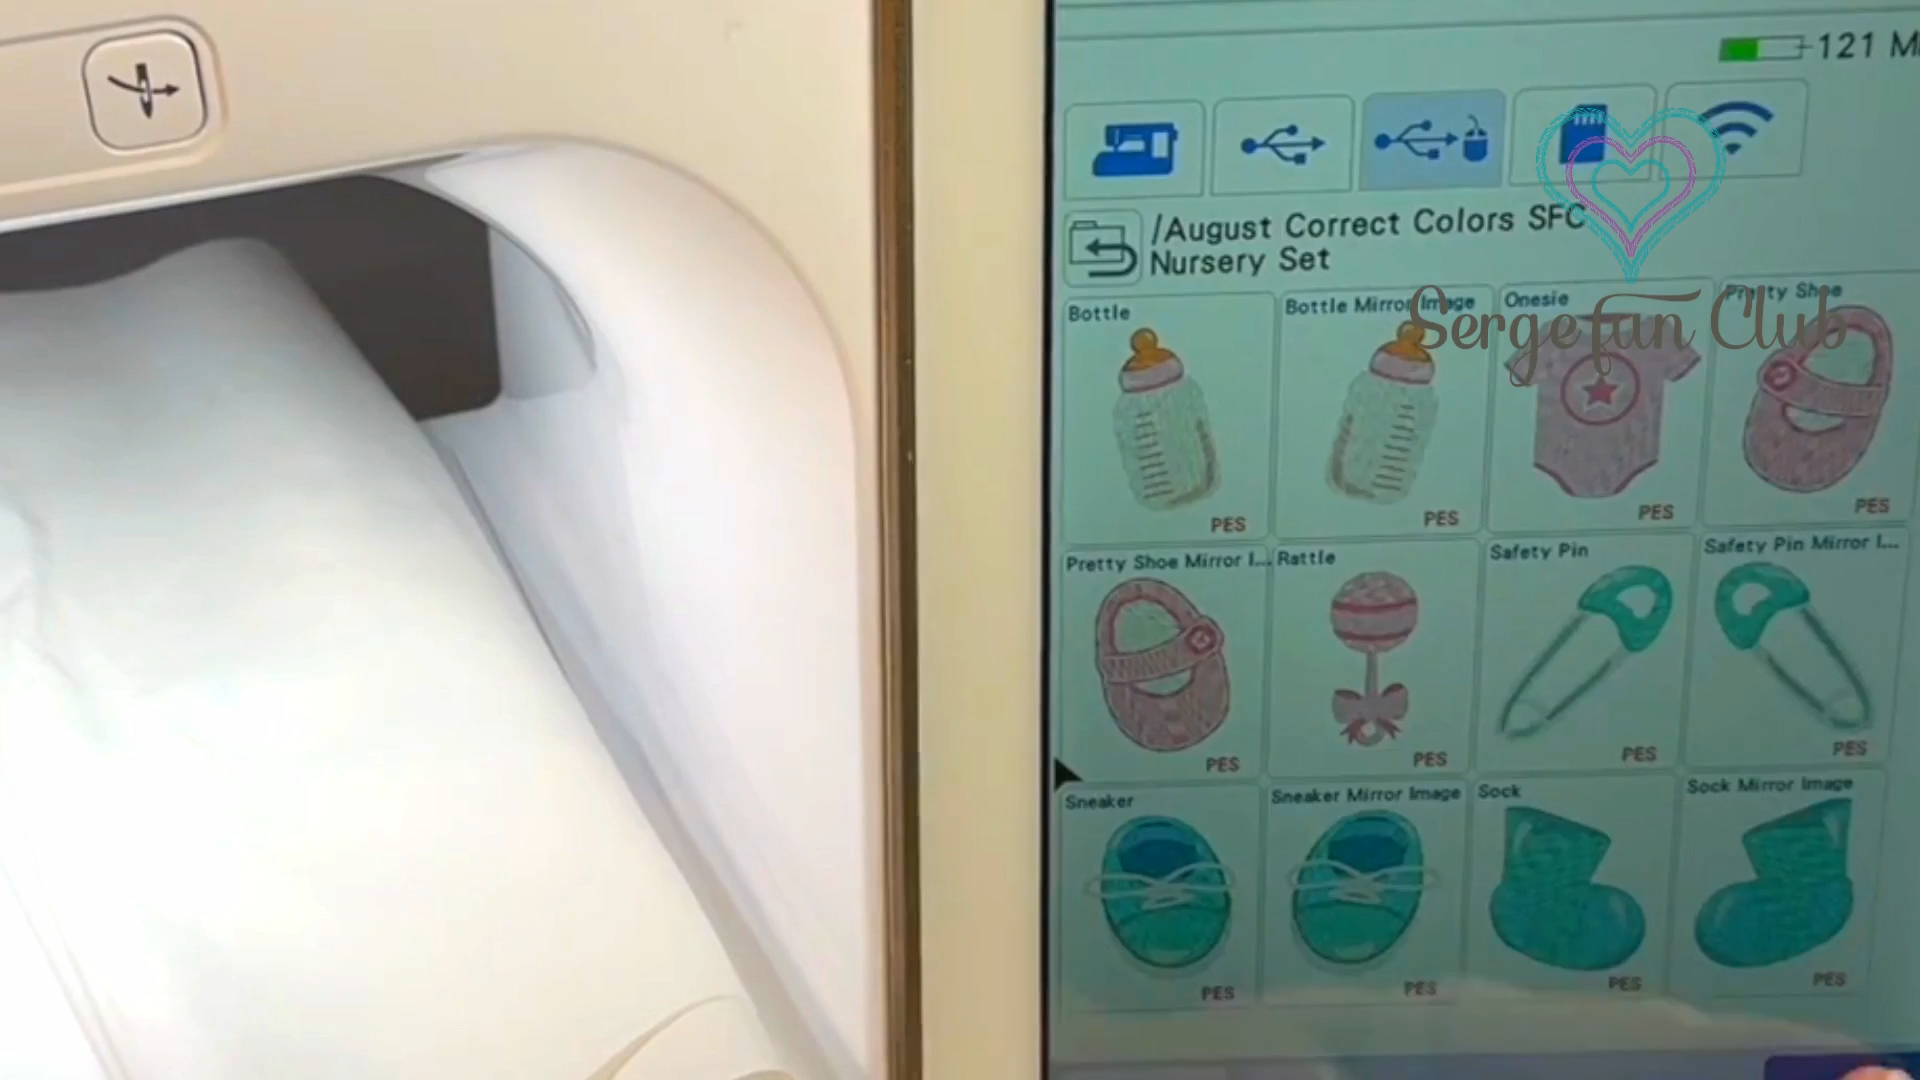 121 M
/August Correct Colors SFC
Nursery Set
Serge fun Club
Bottle
Bottle Mirror Image
Onesie
Pretty Shoe
PES
PES
PES
PES
Pretty Shoe Mirror I...
Rattle
Safety Pin
Safety Pin Mirror I...
PES
PES
PES
PES
Sneaker
Sneaker Mirror Image
Sock
Sock Mirror Image
PES
PES
PES
PES